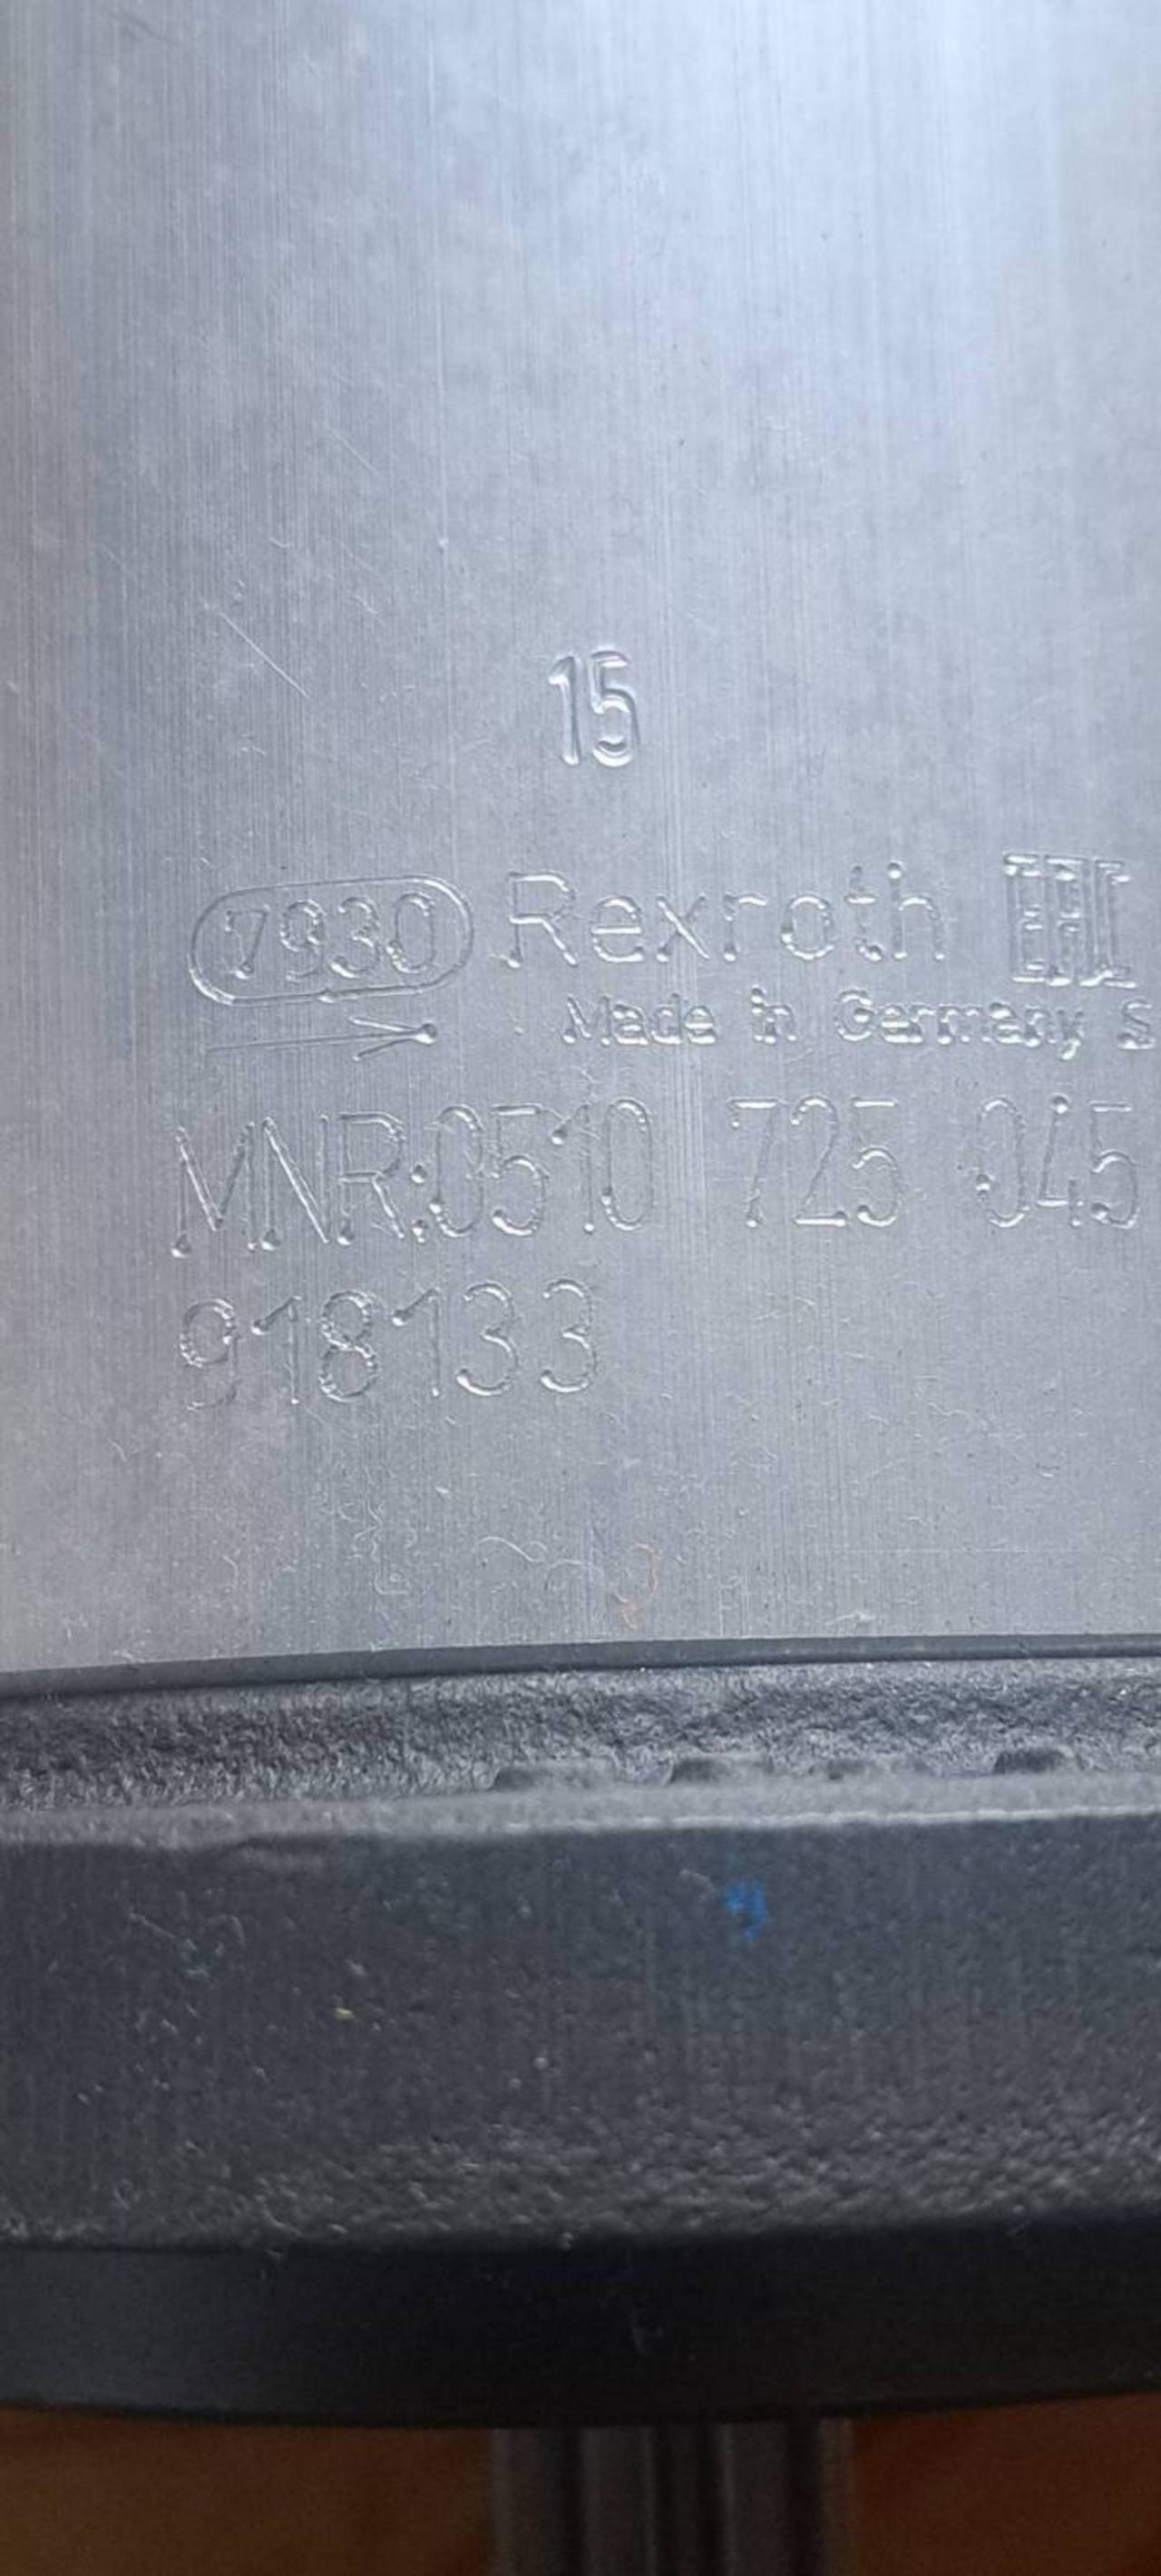 15
7930 Rexroth
Made in Germany S
MNR:0510 725 045
918133